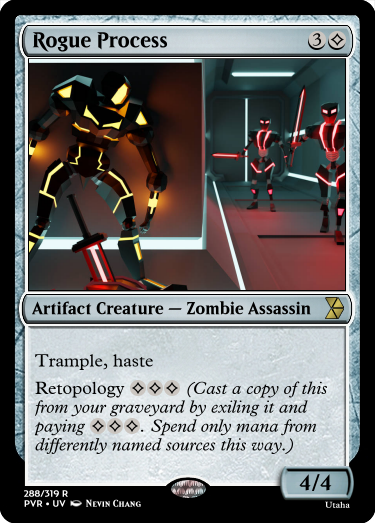 Rogue Process 3
Artifact Creature — Zombie Assassin
Trample, haste
Retopology (Cast a copy of this
from your graveyard by exiling it and
paying . Spend only mana from
differently named sources this way.)
4/4
288/319 R
PVR • UV Nevin Chang
Utaha